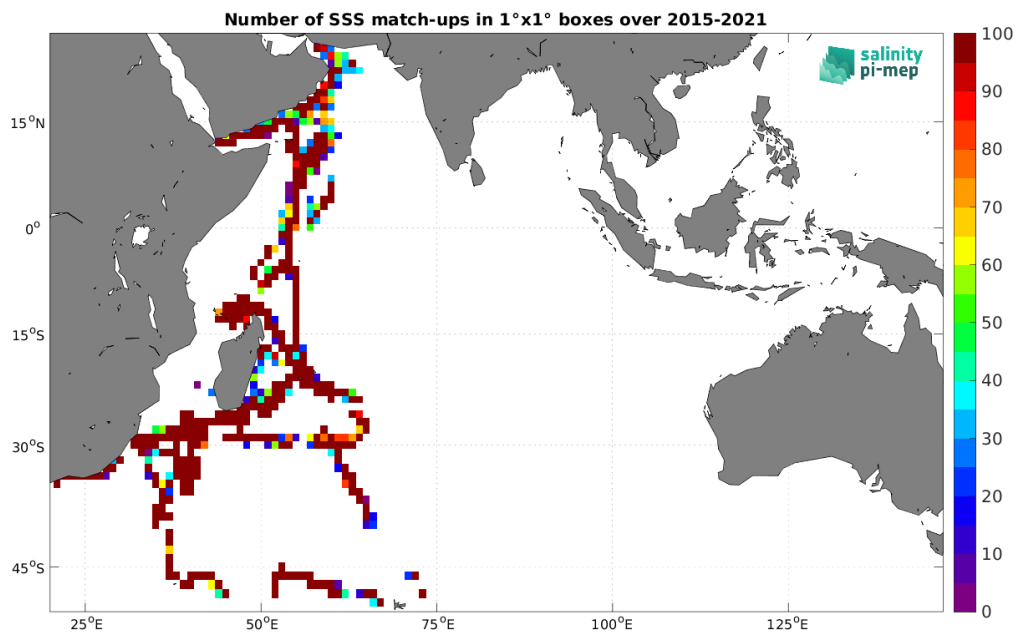 Number of SSS match-ups in 1°x1° boxes over 2015-2021
salinity
pi-mep
100
90
80
70
60
50
40
30
20
10
0
15°N
0°
15°S
30°S
45°S
25°E
50°E
75°E
100°E
125°E